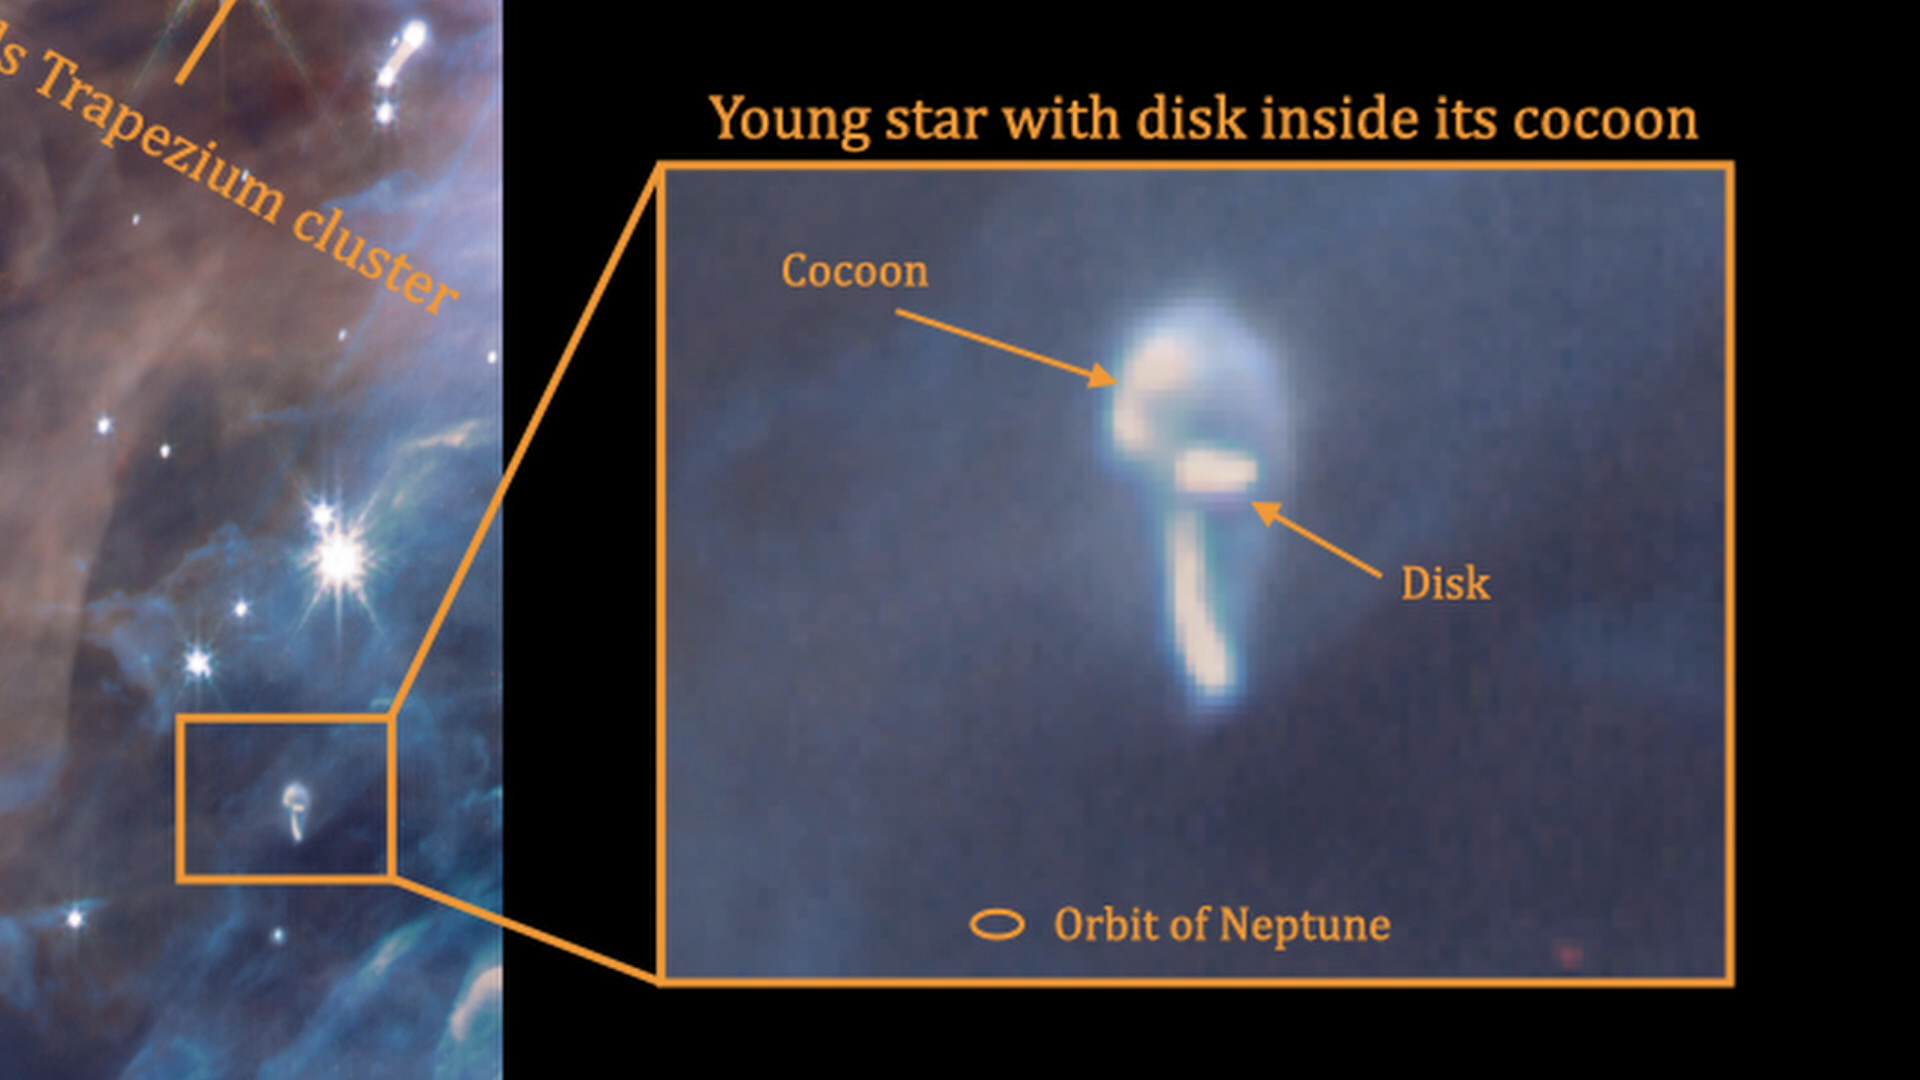 Trapezium cluster
Young star with disk inside its cocoon
Cocoon
Disk
Orbit of Neptune